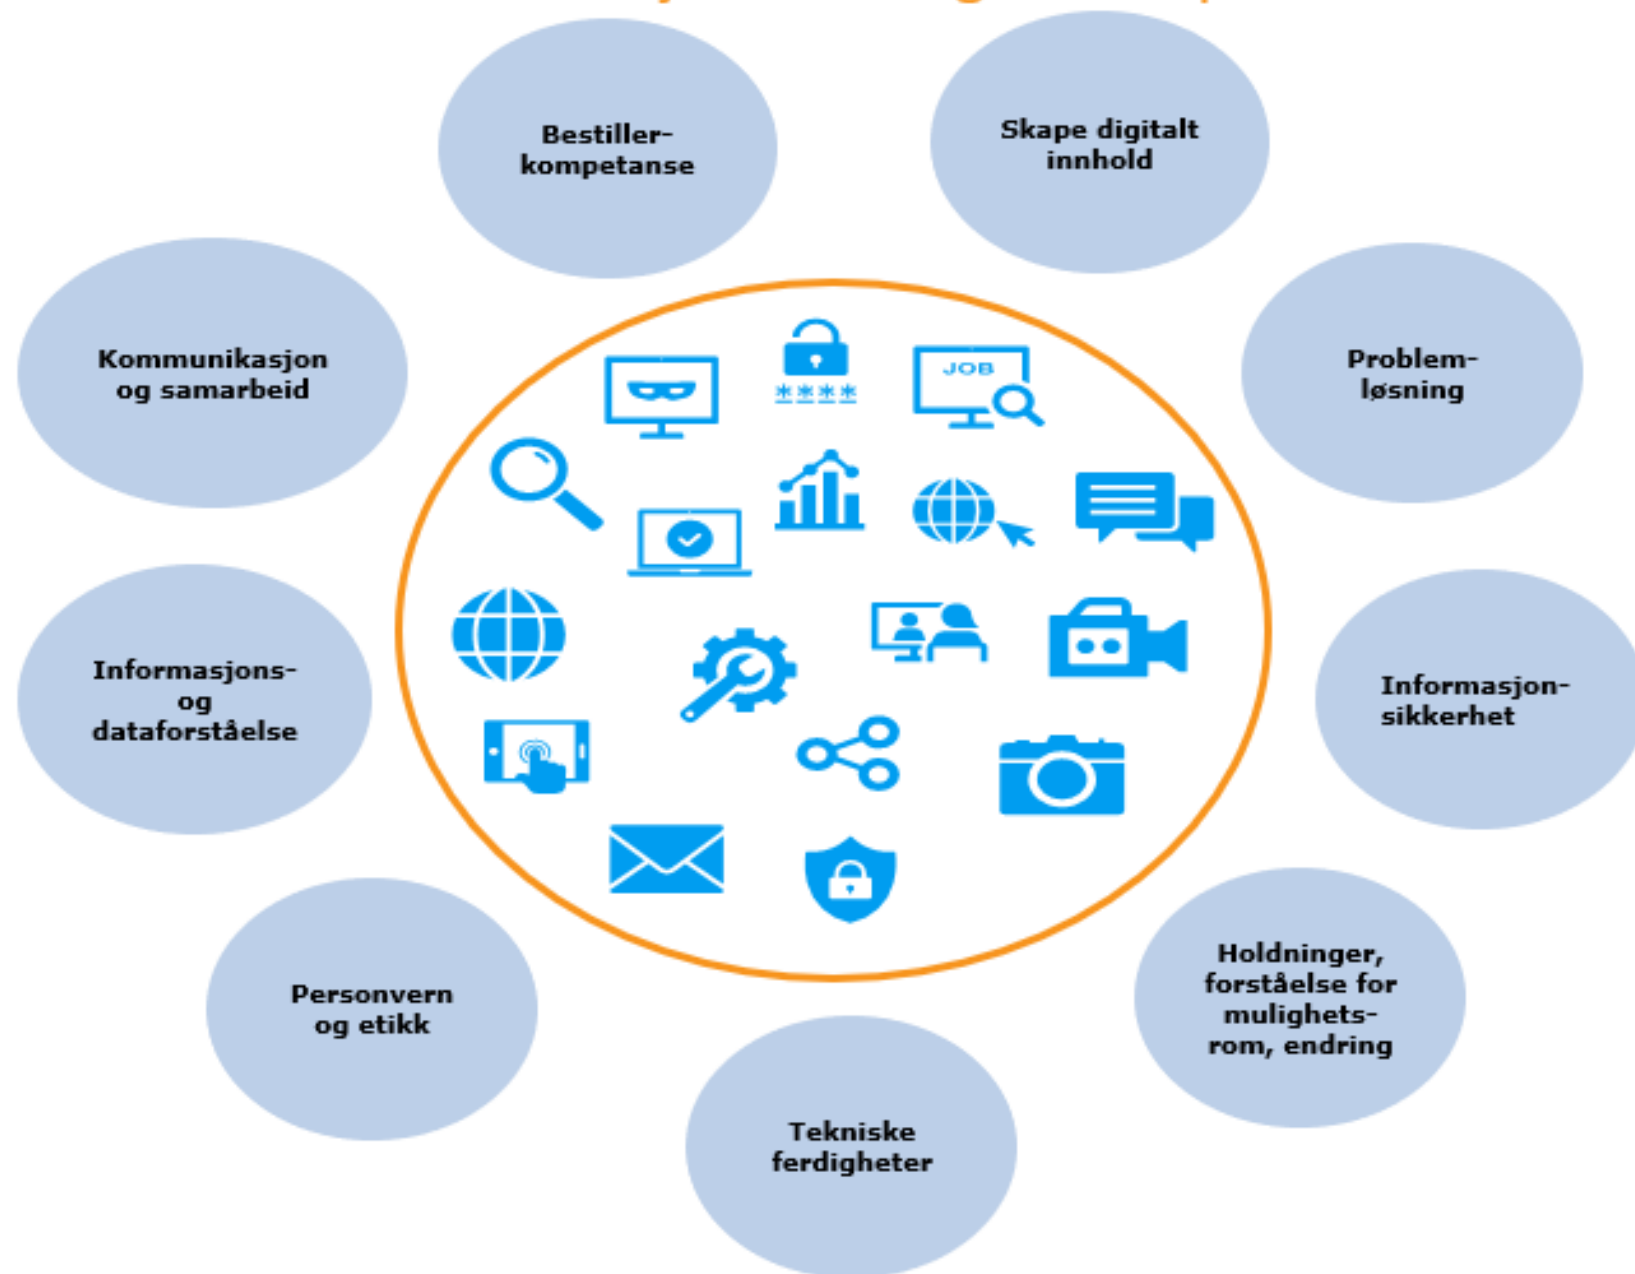 Bestiller-
kompetanse
Skape digitalt
innhold
Kommunikasjon
og samarbeid
Problem-
løsning
JOB
****
Informasjons-
og
dataforståelse
Informasjon-
sikkerhet
Personvern
og etikk
Holdninger,
forståelse for
mulighets-
rom, endring
Tekniske
ferdigheter